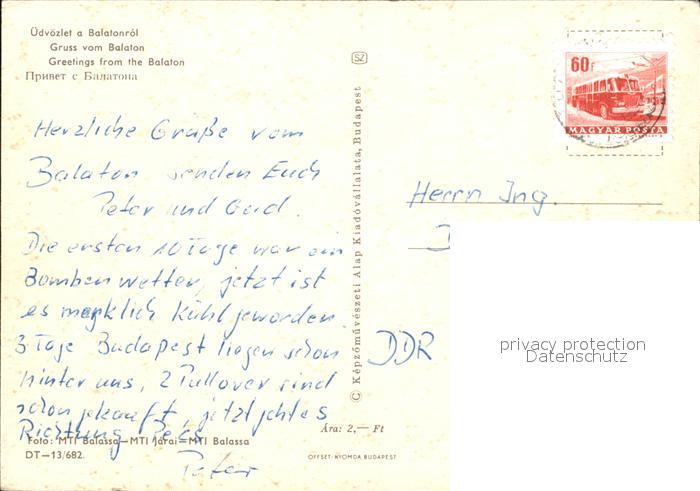 Üdvözlet a Balatonról
Gruss vom Balaton
Greetings from the Balaton
Привет с Балатона
Herzliche Grüße vom
Balaton senden Euch
Peter und Gerd.
Die ersten 10 Tage war ein
Bombenwetter, jetzt ist
es merklich kühl geworden.
3 Tage Budapest liegen schon
hinter uns, 2 Pullover sind
schon gekauft, jetzt geht es
Richtung Pécs
Peter
Foto: MTI Balassa—MTI Járai—MTI Balassa
DT—13/682.
SZ
© Képzőművészeti Alap Kiadóvállalata, Budapest
Ára: 2,— Ft
OFFSET-NYOMDA BUDAPEST
60f
MAGYAR POSTA
Herrn Ing.
DDR
privacy protection
Datenschutz